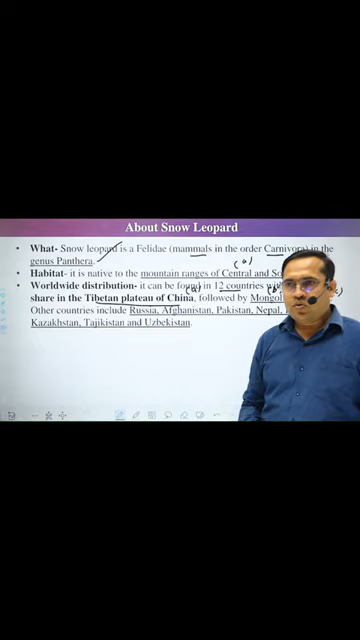 About Snow Leopard
• What- Snow leopard is a Felidae (mammals in the order Carnivora) in the
genus Panthera.
(a)
• Habitat- it is native to the mountain ranges of Central and So
• Worldwide distribution- it can be found in 12 countries
(a) (b)
share in the Tibetan plateau of China, followed by Mongol
Other countries include Russia, Afghanistan, Pakistan, Nepal,
Kazakhstan, Tajikistan and Uzbekistan.